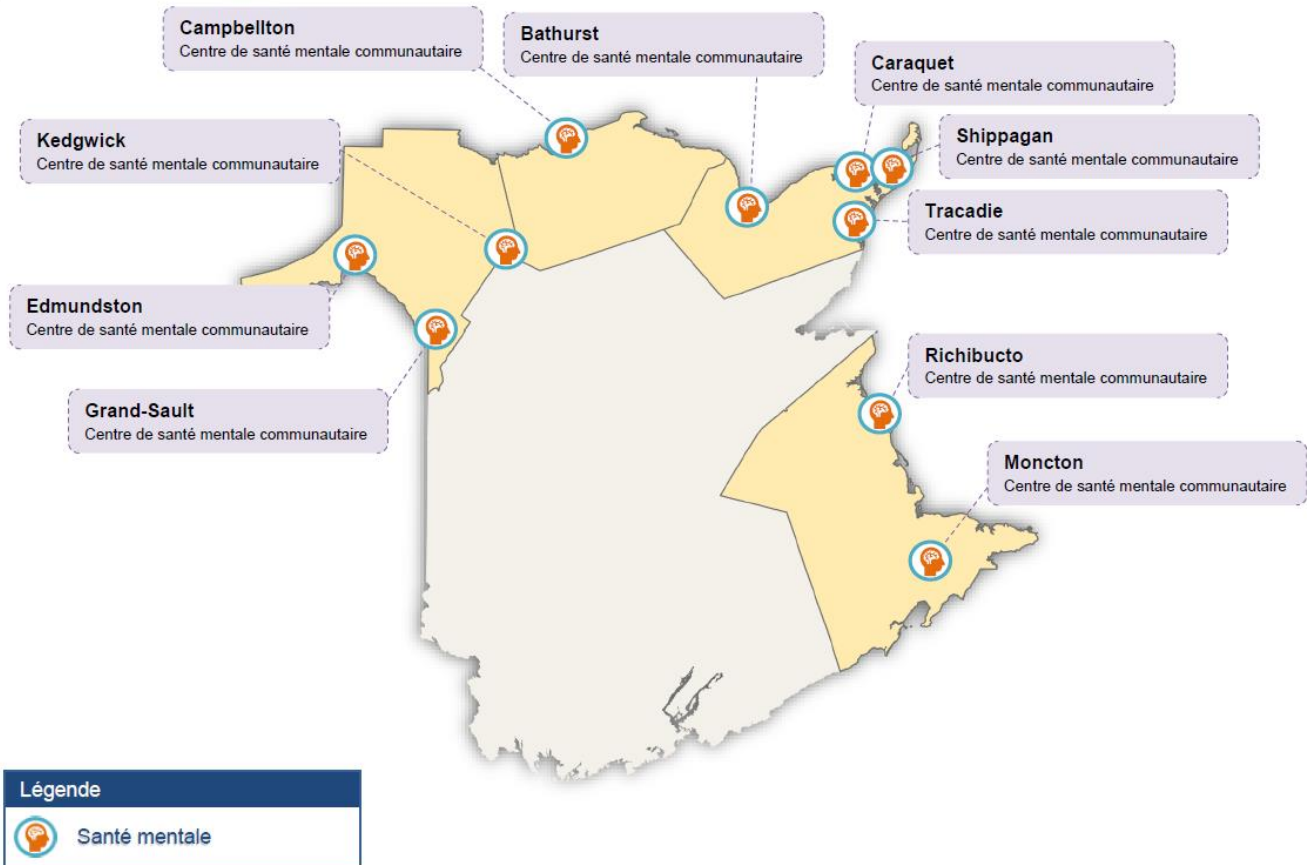 Campbellton
Centre de santé mentale communautaire
Bathurst
Centre de santé mentale communautaire
Caraquet
Centre de santé mentale communautaire
Kedgwick
Centre de santé mentale communautaire
Shippagan
Centre de santé mentale communautaire
Tracadie
Centre de santé mentale communautaire
Edmundston
Centre de santé mentale communautaire
Richibucto
Centre de santé mentale communautaire
Grand-Sault
Centre de santé mentale communautaire
Moncton
Centre de santé mentale communautaire
Légende
Santé mentale